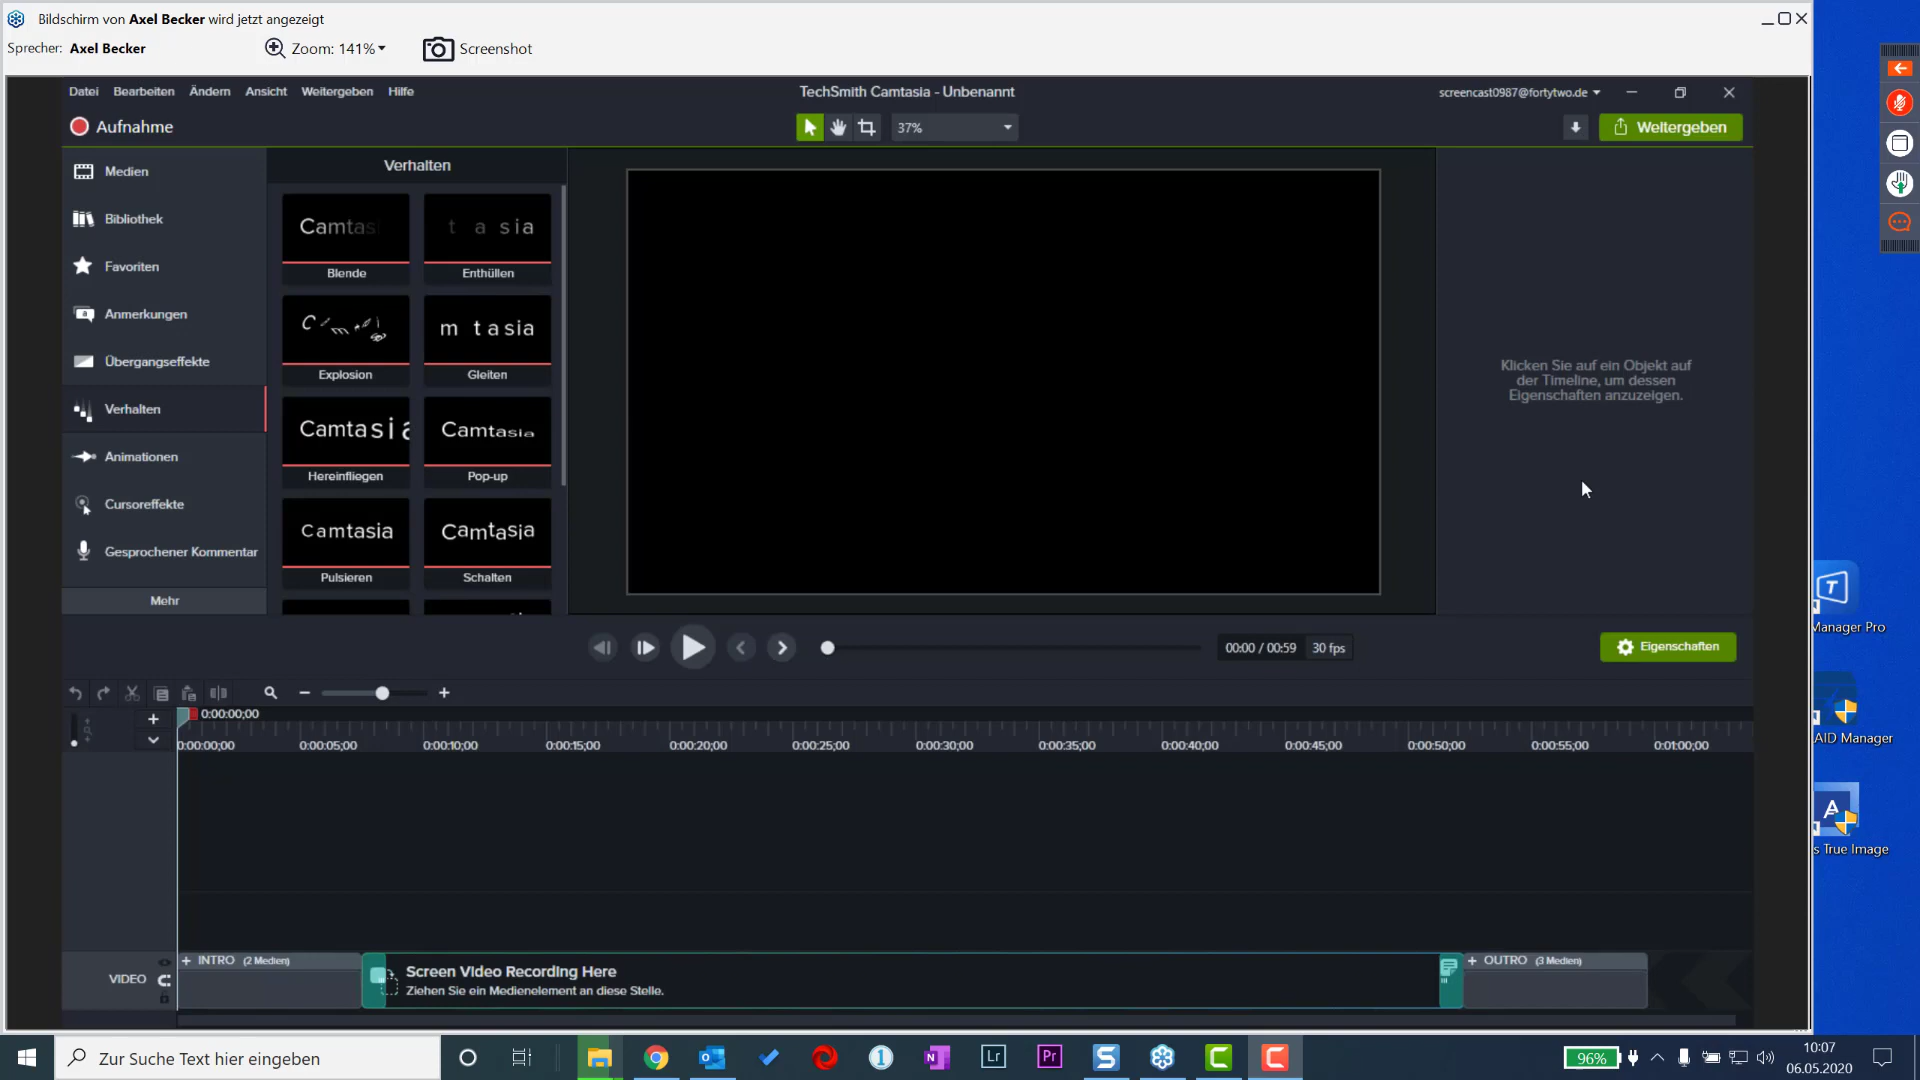 Bildschirm von Axel Becker wird jetzt angezeigt
Sprecher: Axel Becker
Zoom: 141%
Screenshot
Datei Bearbeiten Ändern Ansicht Weitergeben Hilfe
TechSmith Camtasia - Unbenannt
screencast0987@fortytwo.de
Aufnahme
37%
Weitergeben
Medien
Bibliothek
Favoriten
Anmerkungen
Übergangseffekte
Verhalten
Animationen
Cursoreffekte
Gesprochener Kommentar
Mehr
Verhalten
Camtas
t a sia
Blende
Enthüllen
m t a sia
Explosion
Gleiten
Camtasia
Camtasia
Hereinfliegen
Pop-up
Camtasia
Camtasia
Pulsieren
Schalten
Klicken Sie auf ein Objekt auf
der Timeline, um dessen
Eigenschaften anzuzeigen.
00:00 / 00:59
30 fps
Eigenschaften
0:00:00;00
0:00:00;00 0:00:05;00 0:00:10;00 0:00:15;00 0:00:20;00 0:00:25;00 0:00:30;00 0:00:35;00 0:00:40;00 0:00:45;00 0:00:50;00 0:00:55;00 0:01:00;00
VIDEO
+ INTRO (2 Medien)
Screen Video Recording Here
Ziehen Sie ein Medienelement an diese Stelle.
+ OUTRO (3 Medien)
Manager Pro
AID Manager
s True Image
Zur Suche Text hier eingeben
Lr
Pr
96%
10:07
06.05.2020